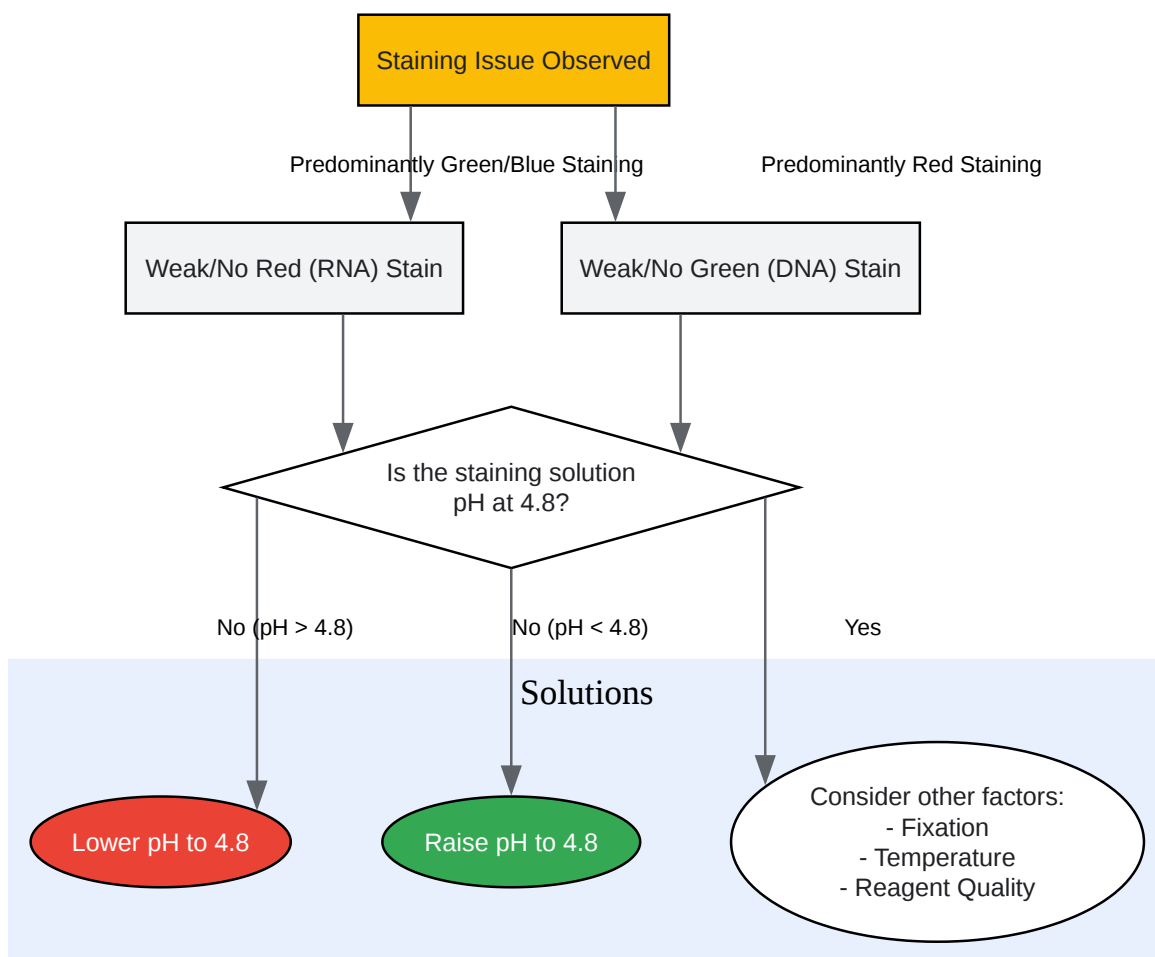 Staining Issue Observed
Predominantly Green/Blue Staining
Predominantly Red Staining
Weak/No Red (RNA) Stain
Weak/No Green (DNA) Stain
Is the staining solution
pH at 4.8?
No (pH > 4.8)
No (pH < 4.8)
Yes
Solutions
Lower pH to 4.8
Raise pH to 4.8
Consider other factors:
- Fixation
- Temperature
- Reagent Quality